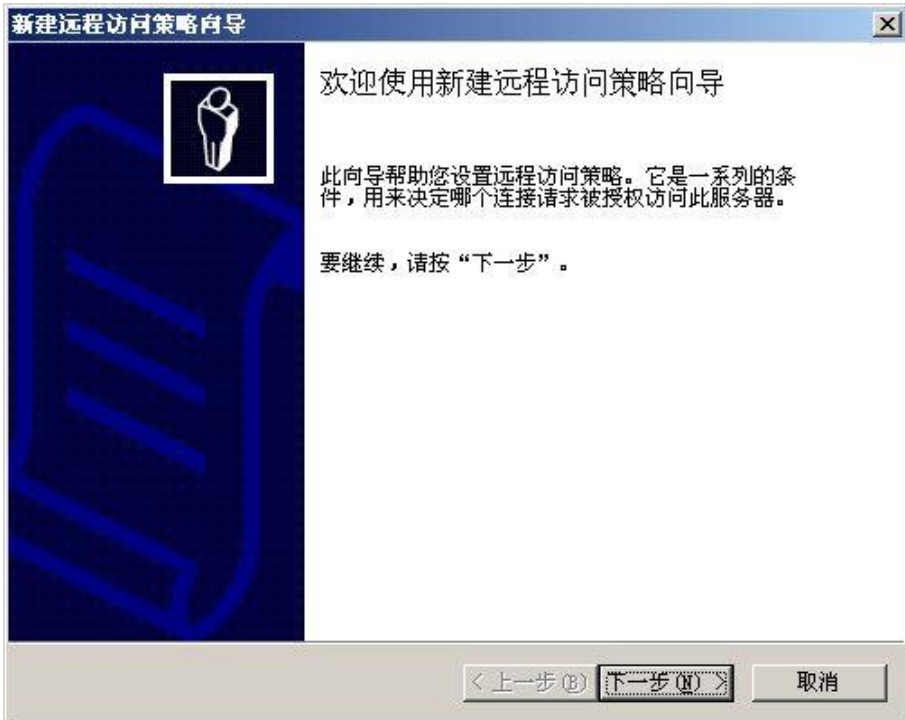 新建远程访问策略向导
欢迎使用新建远程访问策略向导
此向导帮助您设置远程访问策略。它是一系列的条
件，用来决定哪个连接请求被授权访问此服务器。
要继续，请按“下一步”。
< 上一步(B) 下一步(N) > 取消